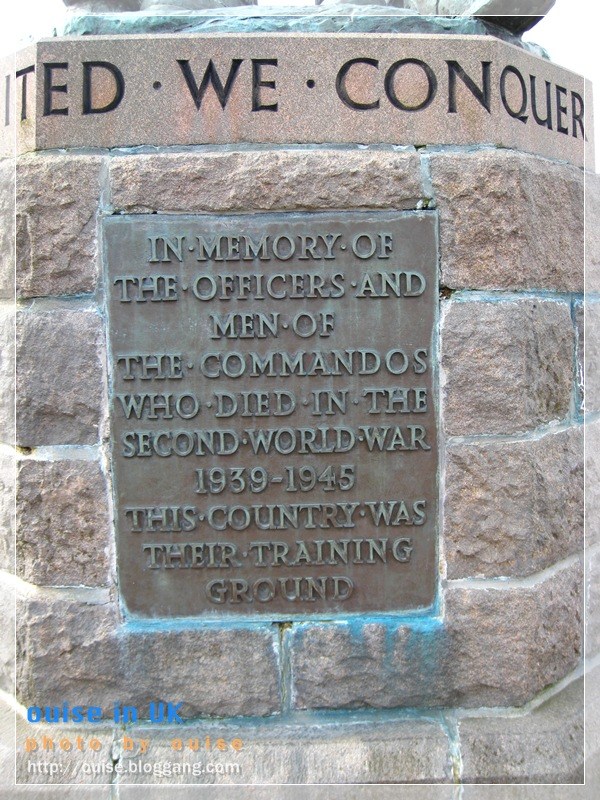 ITED · WE · CONQUER
IN·MEMORY·OF
THE·OFFICERS·AND
MEN·OF
THE·COMMANDOS
WHO·DIED·IN·THE
SECOND·WORLD·WAR
1939-1945
THIS·COUNTRY·WAS
THEIR·TRAINING
GROUND
ouise in UK
photo by ouise
http://ouise.bloggang.com